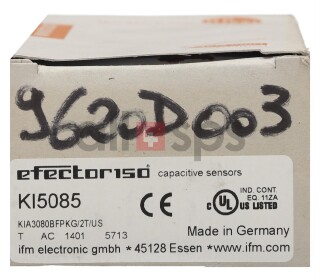 9620D003
efector150 capacitive sensors
KI5085
KIA3080BFPKG/2T/US
T AC 1401 5713
CE
C UL US LISTED
IND. CONT.
EQ. 11ZA
Made in Germany
ifm electronic gmbh * 45128 Essen * www.ifm.com